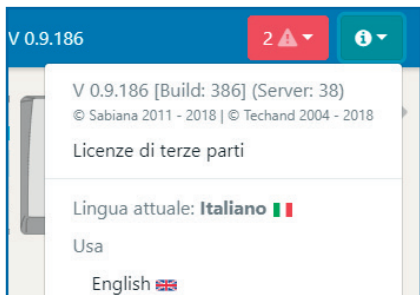 V 0.9.186
2
V 0.9.186 [Build: 386] (Server: 38)
© Sabiana 2011 - 2018 | © Techand 2004 - 2018
Licenze di terze parti
Lingua attuale: Italiano
Usa
English